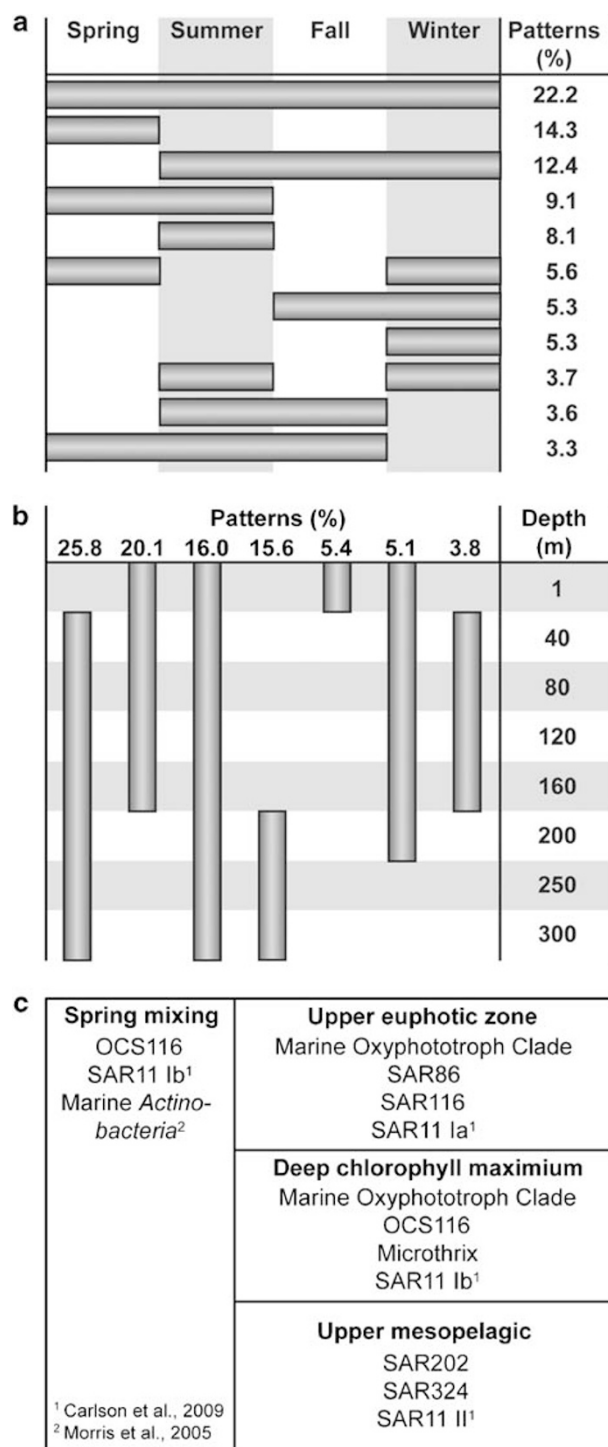 a
Spring Summer Fall Winter Patterns
(%)
22.2
14.3
12.4
9.1
8.1
5.6
5.3
5.3
3.7
3.6
3.3
b
Patterns (%) Depth
25.8 20.1 16.0 15.6 5.4 5.1 3.8 (m)
1
40
80
120
160
200
250
300
c
Spring mixing
OCS116
SAR11 Ib¹
Marine Actino-
bacteria²
¹ Carlson et al., 2009
² Morris et al., 2005
Upper euphotic zone
Marine Oxyphototroph Clade
SAR86
SAR116
SAR11 Ia¹
Deep chlorophyll maximium
Marine Oxyphototroph Clade
OCS116
Microthrix
SAR11 Ib¹
Upper mesopelagic
SAR202
SAR324
SAR11 II¹